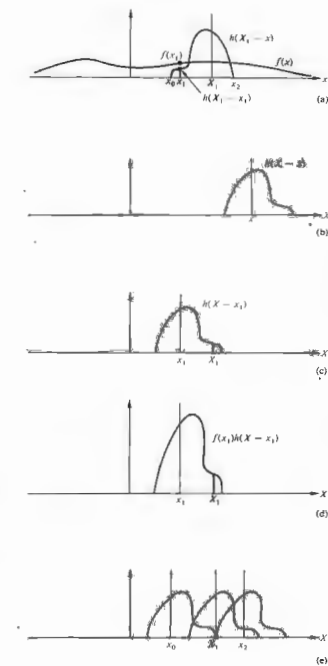 h(X₁ − x)
f(x₁)
f(x)
x₀ x₁ X₁ x₂ x
h(X₁ − x₁)
(a)
X
(b)
h(X − x₁)
x₁ X₁ X
(c)
f(x₁)h(X − x₁)
x₁ X₁ X
(d)
x₀ x₂ X
(e)